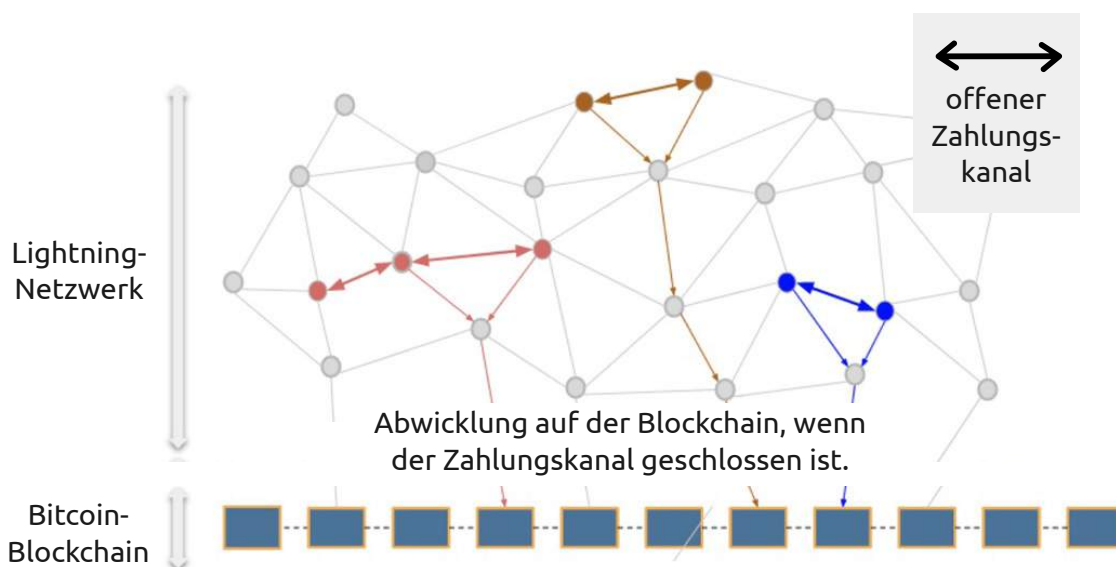 offener
Zahlungs-
kanal
Lightning-
Netzwerk
Abwicklung auf der Blockchain, wenn
der Zahlungskanal geschlossen ist.
Bitcoin-
Blockchain